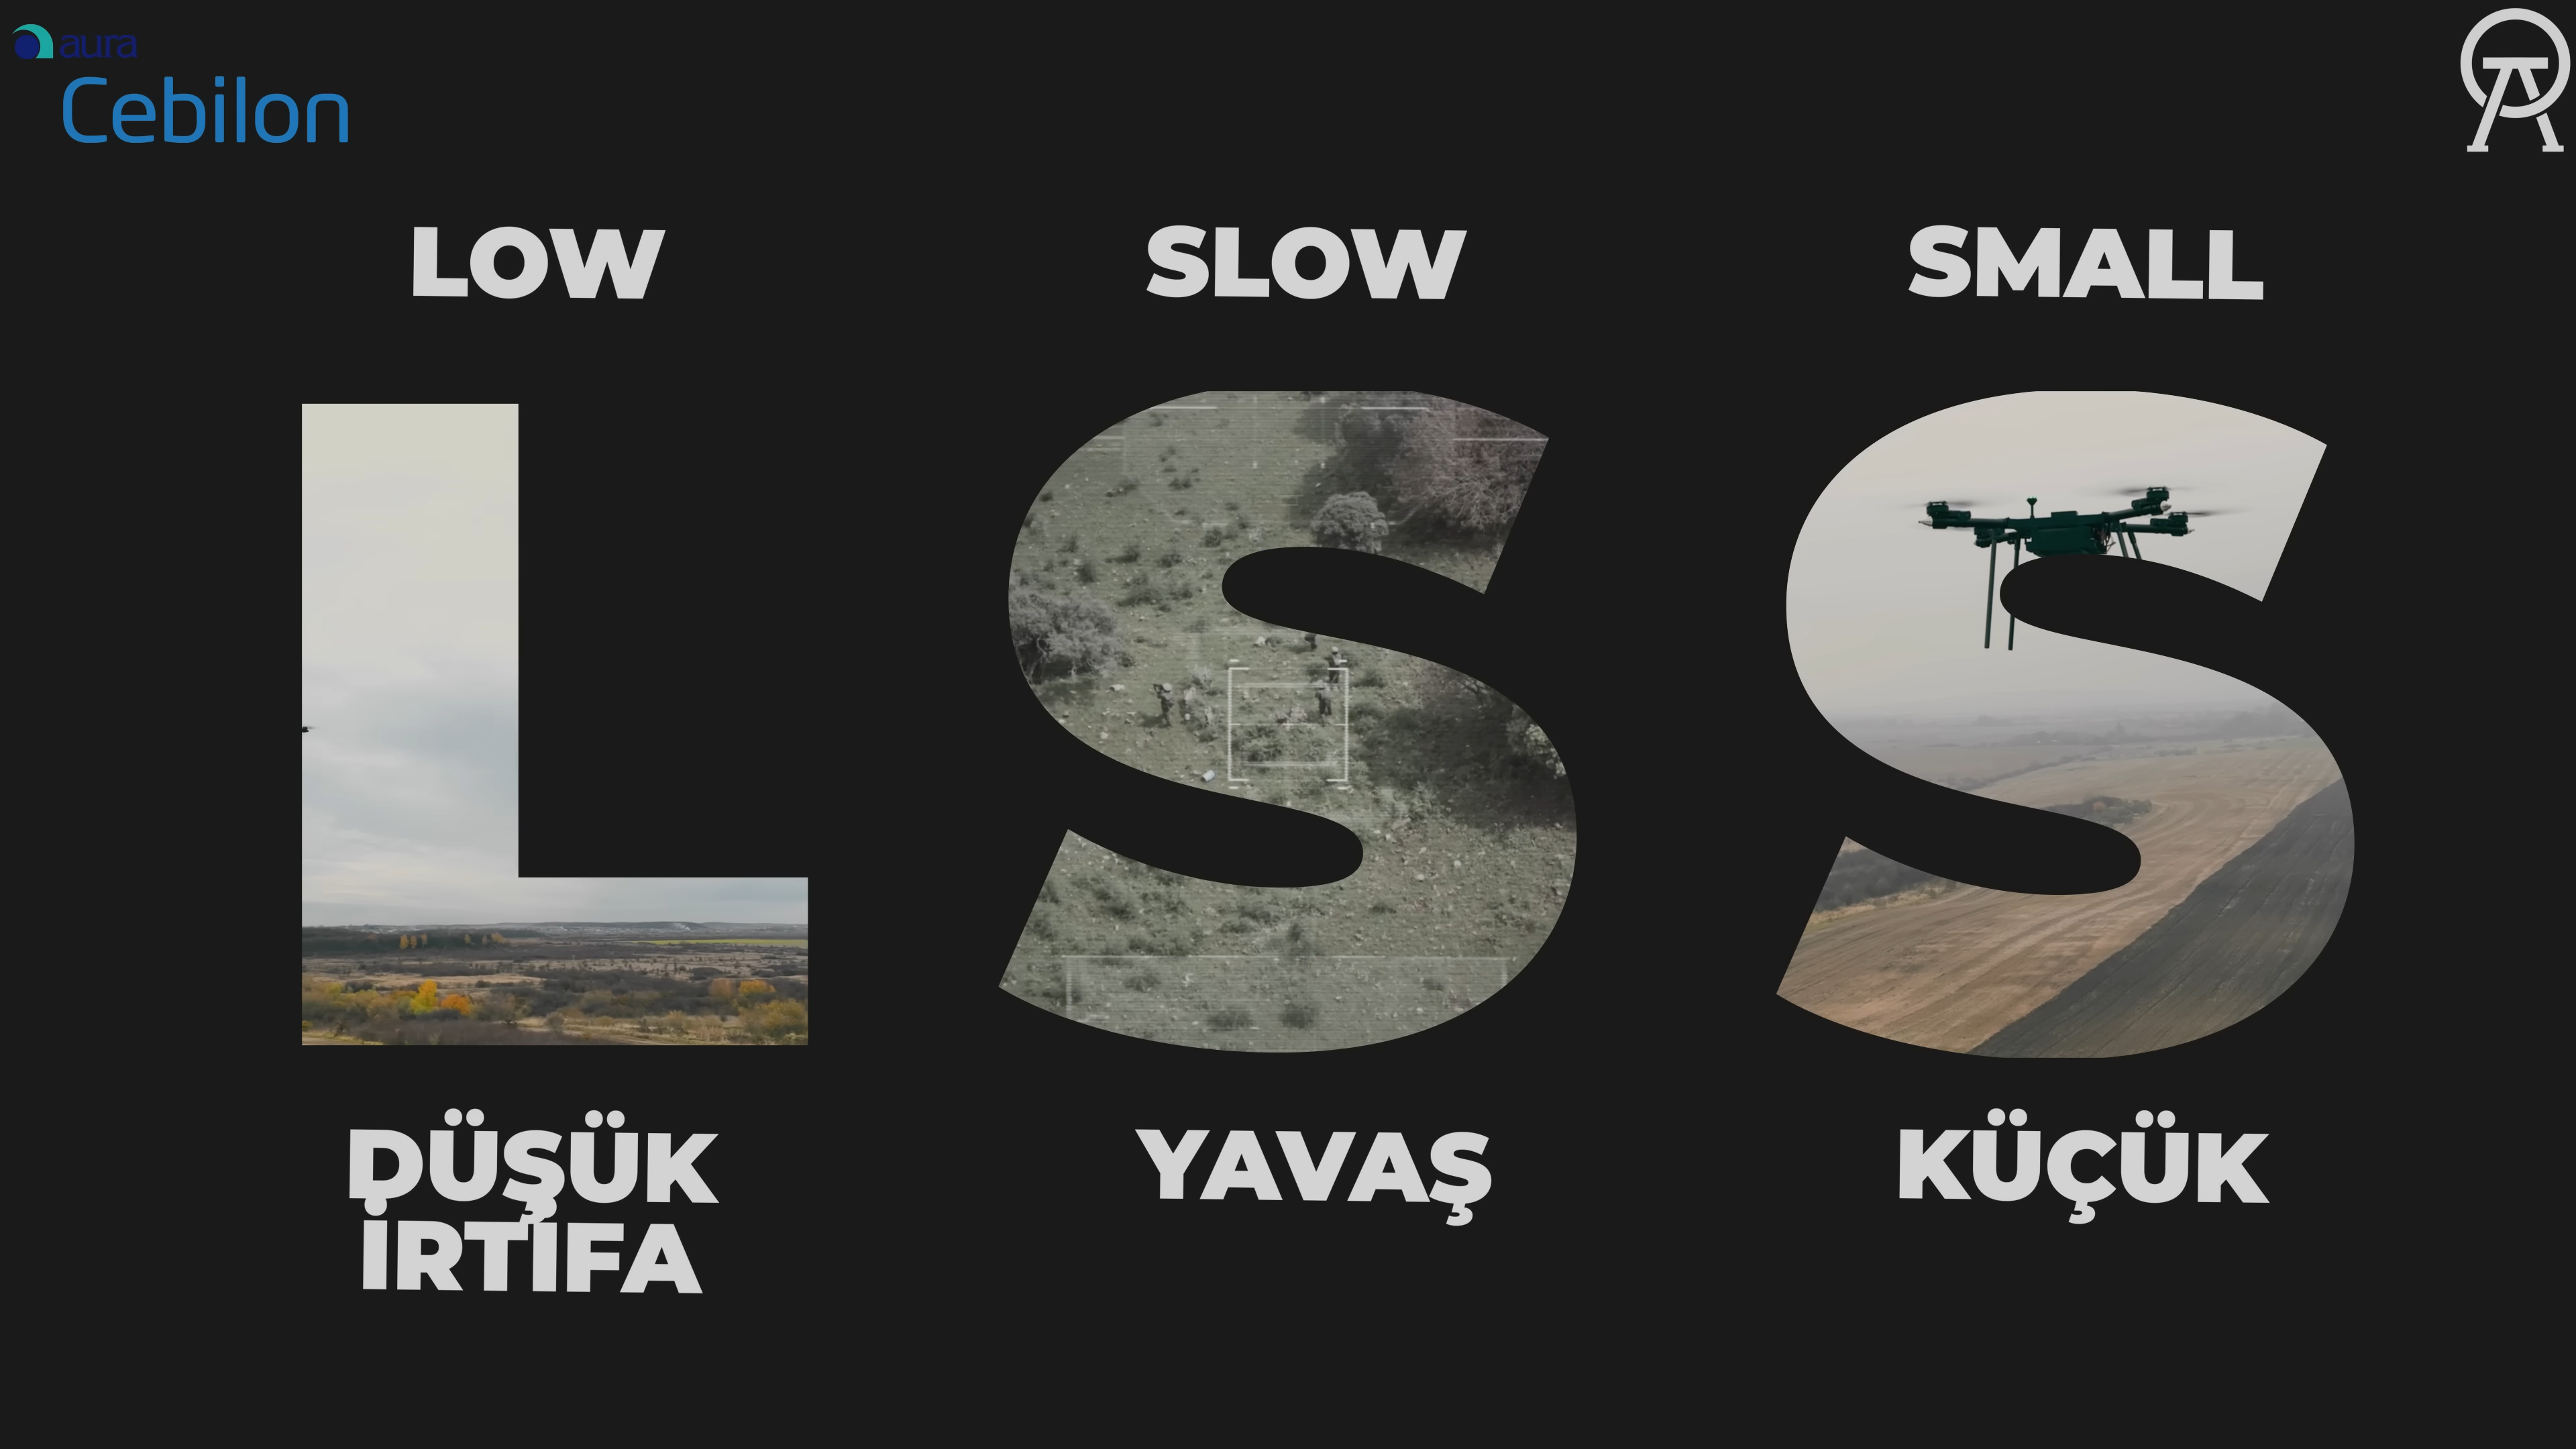 aura
Cebilon
LOW
SLOW
SMALL
L
S
S
DÜŞÜK
İRTİFA
YAVAŞ
KÜÇÜK